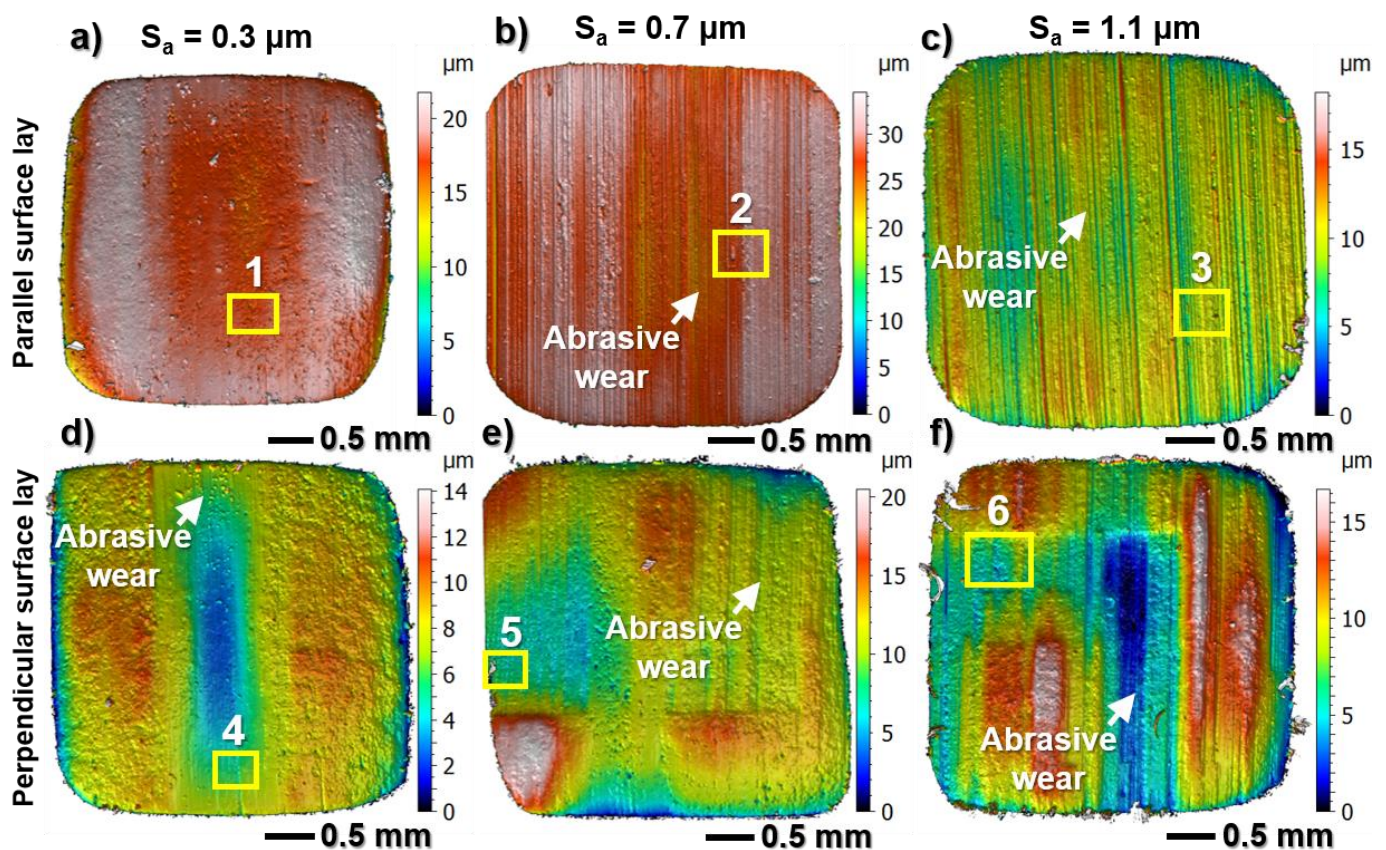 a) Sa = 0.3 µm
b) Sa = 0.7 µm
c) Sa = 1.1 µm
Parallel surface lay
µm
20
15
10
5
0
1
0.5 mm
µm
30
25
20
15
10
5
0
2
Abrasive
wear
0.5 mm
µm
15
10
5
0
Abrasive
wear
3
0.5 mm
Perpendicular surface lay
d)
µm
14
12
10
8
6
4
2
0
Abrasive
wear
4
0.5 mm
e)
µm
20
15
10
5
0
5
Abrasive
wear
0.5 mm
f)
µm
15
10
5
0
6
Abrasive
wear
0.5 mm